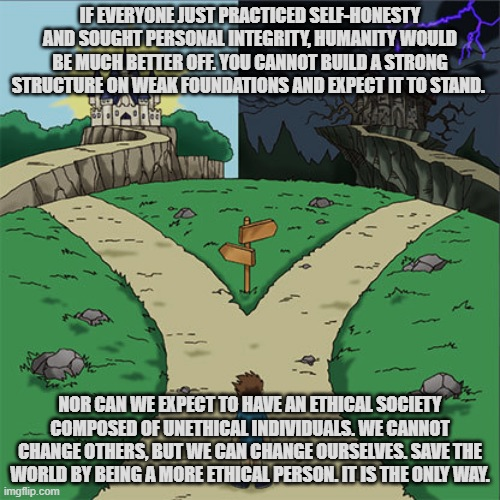 IF EVERYONE JUST PRACTICED SELF-HONESTY
AND SOUGHT PERSONAL INTEGRITY, HUMANITY WOULD
BE MUCH BETTER OFF. YOU CANNOT BUILD A STRONG
STRUCTURE ON WEAK FOUNDATIONS AND EXPECT IT TO STAND.
NOR CAN WE EXPECT TO HAVE AN ETHICAL SOCIETY
COMPOSED OF UNETHICAL INDIVIDUALS. WE CANNOT
CHANGE OTHERS, BUT WE CAN CHANGE OURSELVES. SAVE THE
WORLD BY BEING A MORE ETHICAL PERSON. IT IS THE ONLY WAY.
imgflip.com